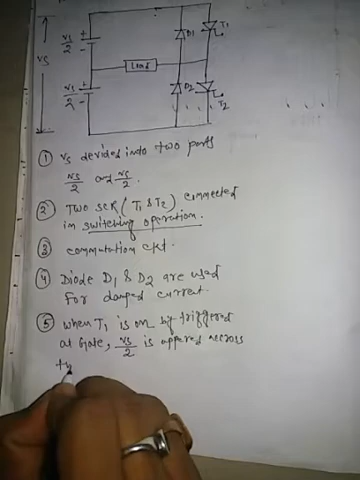 Vs/2 + - D1 T1
Vs Load
Vs/2 + - D2 T2
① Vs devided into two parts
Vs/2 and Vs/2.
② Two SCR (T1 & T2) connected
in switching operation.
③ commutation ckt.
④ Diode D1 & D2 are used
for damped current.
⑤ when T1 is on by triggered
at Gate, Vs/2 is appered accross